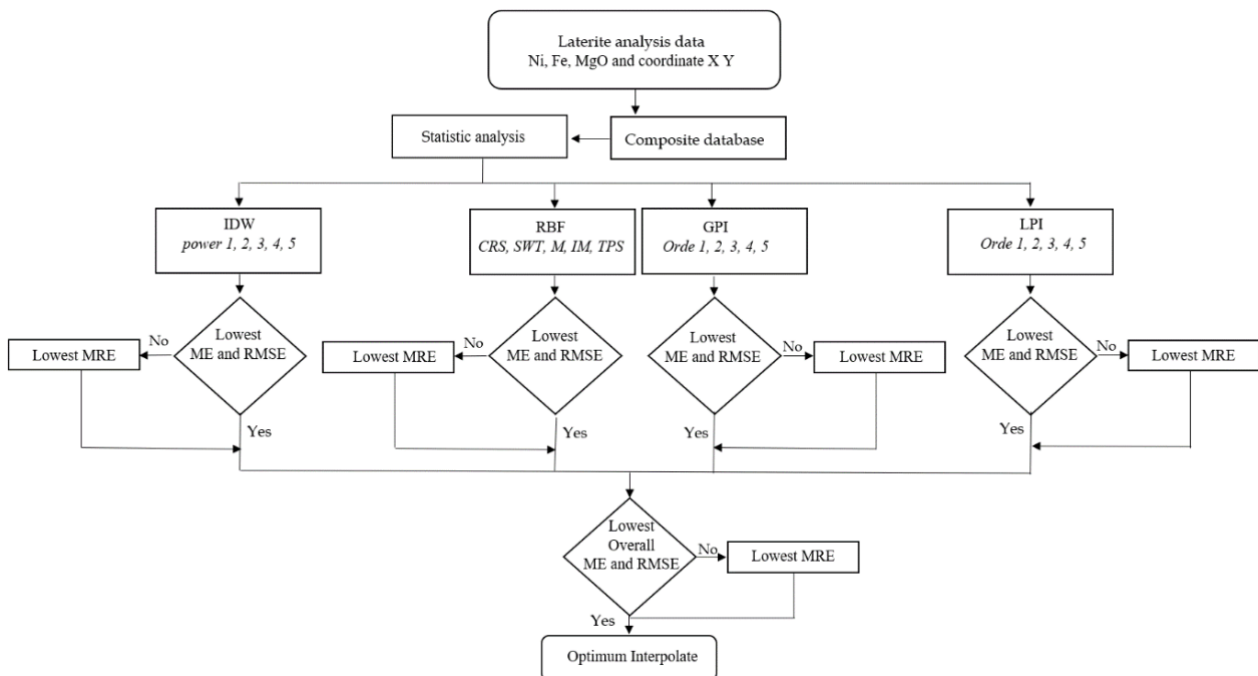 Laterite analysis data
Ni, Fe, MgO and coordinate X Y
Statistic analysis
Composite database
IDW
power 1, 2, 3, 4, 5
RBF
CRS, SWT, M, IM, TPS
GPI
Orde 1, 2, 3, 4, 5
LPI
Orde 1, 2, 3, 4, 5
Lowest MRE
No
Lowest
ME and RMSE
Yes
Lowest MRE
No
Lowest
ME and RMSE
Yes
Lowest
ME and RMSE
No
Lowest MRE
Yes
Lowest
ME and RMSE
No
Lowest MRE
Yes
Lowest
Overall
ME and RMSE
No
Lowest MRE
Yes
Optimum Interpolate